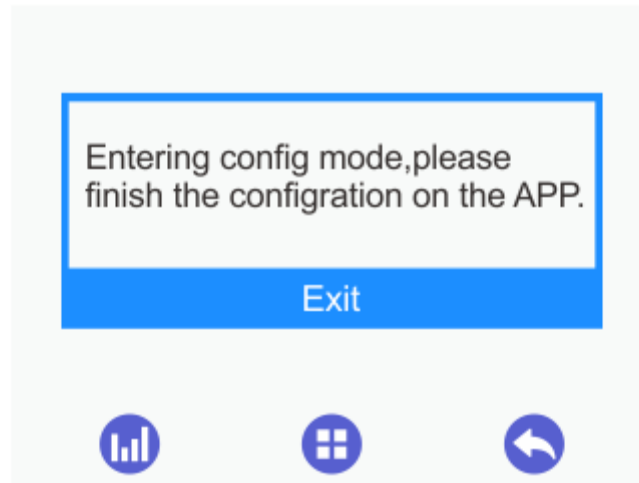 Entering config mode,please
finish the configration on the APP.
Exit